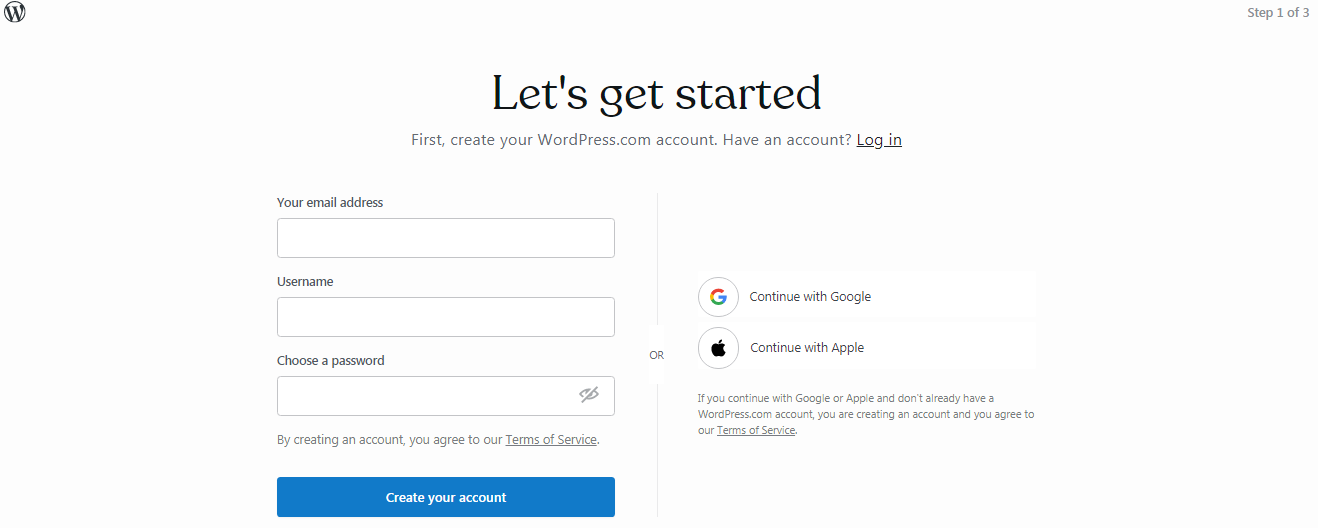 Step 1 of 3
Let's get started
First, create your WordPress.com account. Have an account? Log in
Your email address
Username
Choose a password
By creating an account, you agree to our Terms of Service.
Create your account
OR
Continue with Google
Continue with Apple
If you continue with Google or Apple and don't already have a
WordPress.com account, you are creating an account and you agree to
our Terms of Service.